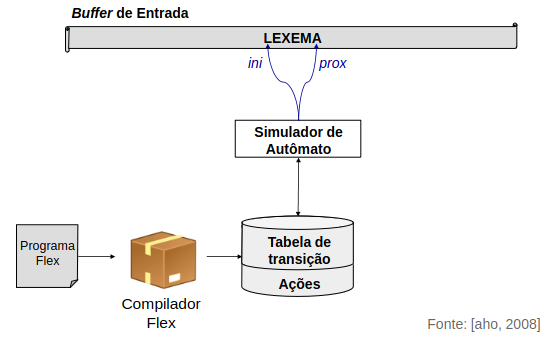 Buffer de Entrada
LEXEMA
ini
prox
Simulador de
Autômato
Programa
Flex
Tabela de
transição
Ações
Compilador
Flex
Fonte: [aho, 2008]